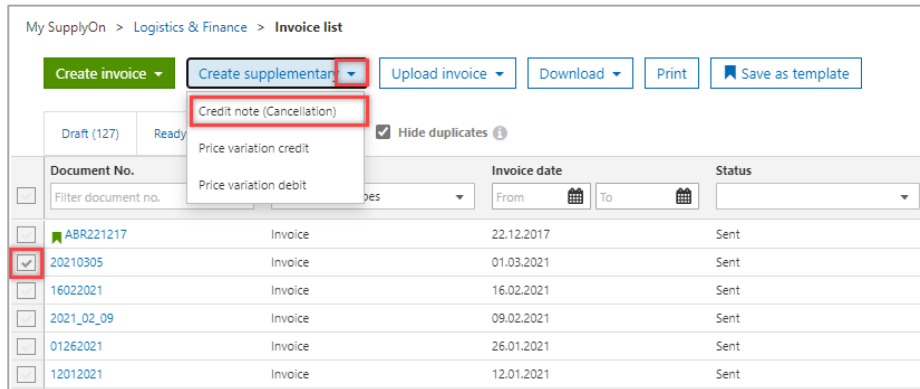 My SupplyOn > Logistics & Finance > Invoice list
Create invoice Create supplementary Upload invoice Download Print Save as template
Credit note (Cancellation)
Draft (127) Ready Hide duplicates
Price variation credit
Document No. Invoice date Status
Price variation debit
Filter document no. From To
ABR221217 Invoice 22.12.2017 Sent
20210305 Invoice 01.03.2021 Sent
16022021 Invoice 16.02.2021 Sent
2021_02_09 Invoice 09.02.2021 Sent
01262021 Invoice 26.01.2021 Sent
12012021 Invoice 12.01.2021 Sent